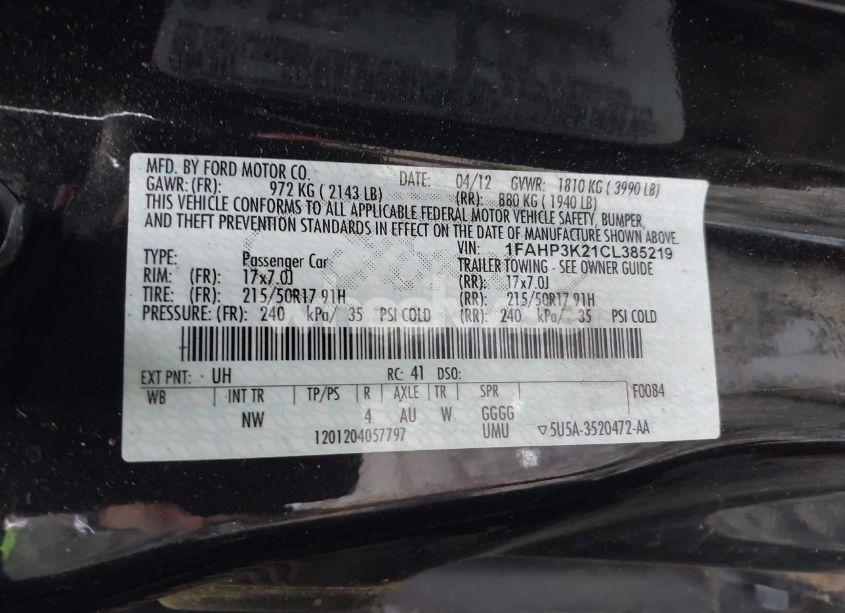 MFD. BY FORD MOTOR CO. DATE: 04/12 GVWR: 1810 KG ( 3990 LB)
GAWR: (FR): 972 KG ( 2143 LB) (RR): 880 KG ( 1940 LB)
THIS VEHICLE CONFORMS TO ALL APPLICABLE FEDERAL MOTOR VEHICLE SAFETY, BUMPER,
AND THEFT PREVENTION STANDARDS IN EFFECT ON THE DATE OF MANUFACTURE SHOWN ABOVE.
VIN: 1FAHP3K21CL385219
TYPE: Passenger Car TRAILER TOWING - SEE OWNER GUIDE
RIM: (FR): 17x7.0J (RR): 17x7.0J
TIRE: (FR): 215/50R17 91H (RR): 215/50R17 91H
PRESSURE: (FR): 240 kPa/ 35 PSI COLD (RR): 240 kPa/ 35 PSI COLD
EXT PNT: UH RC: 41 DSO:
WB INT TR TP/PS R AXLE TR SPR F0084
NW 4 AU W GGGG
1201204057797 UMU ▽5U5A-3520472-AA